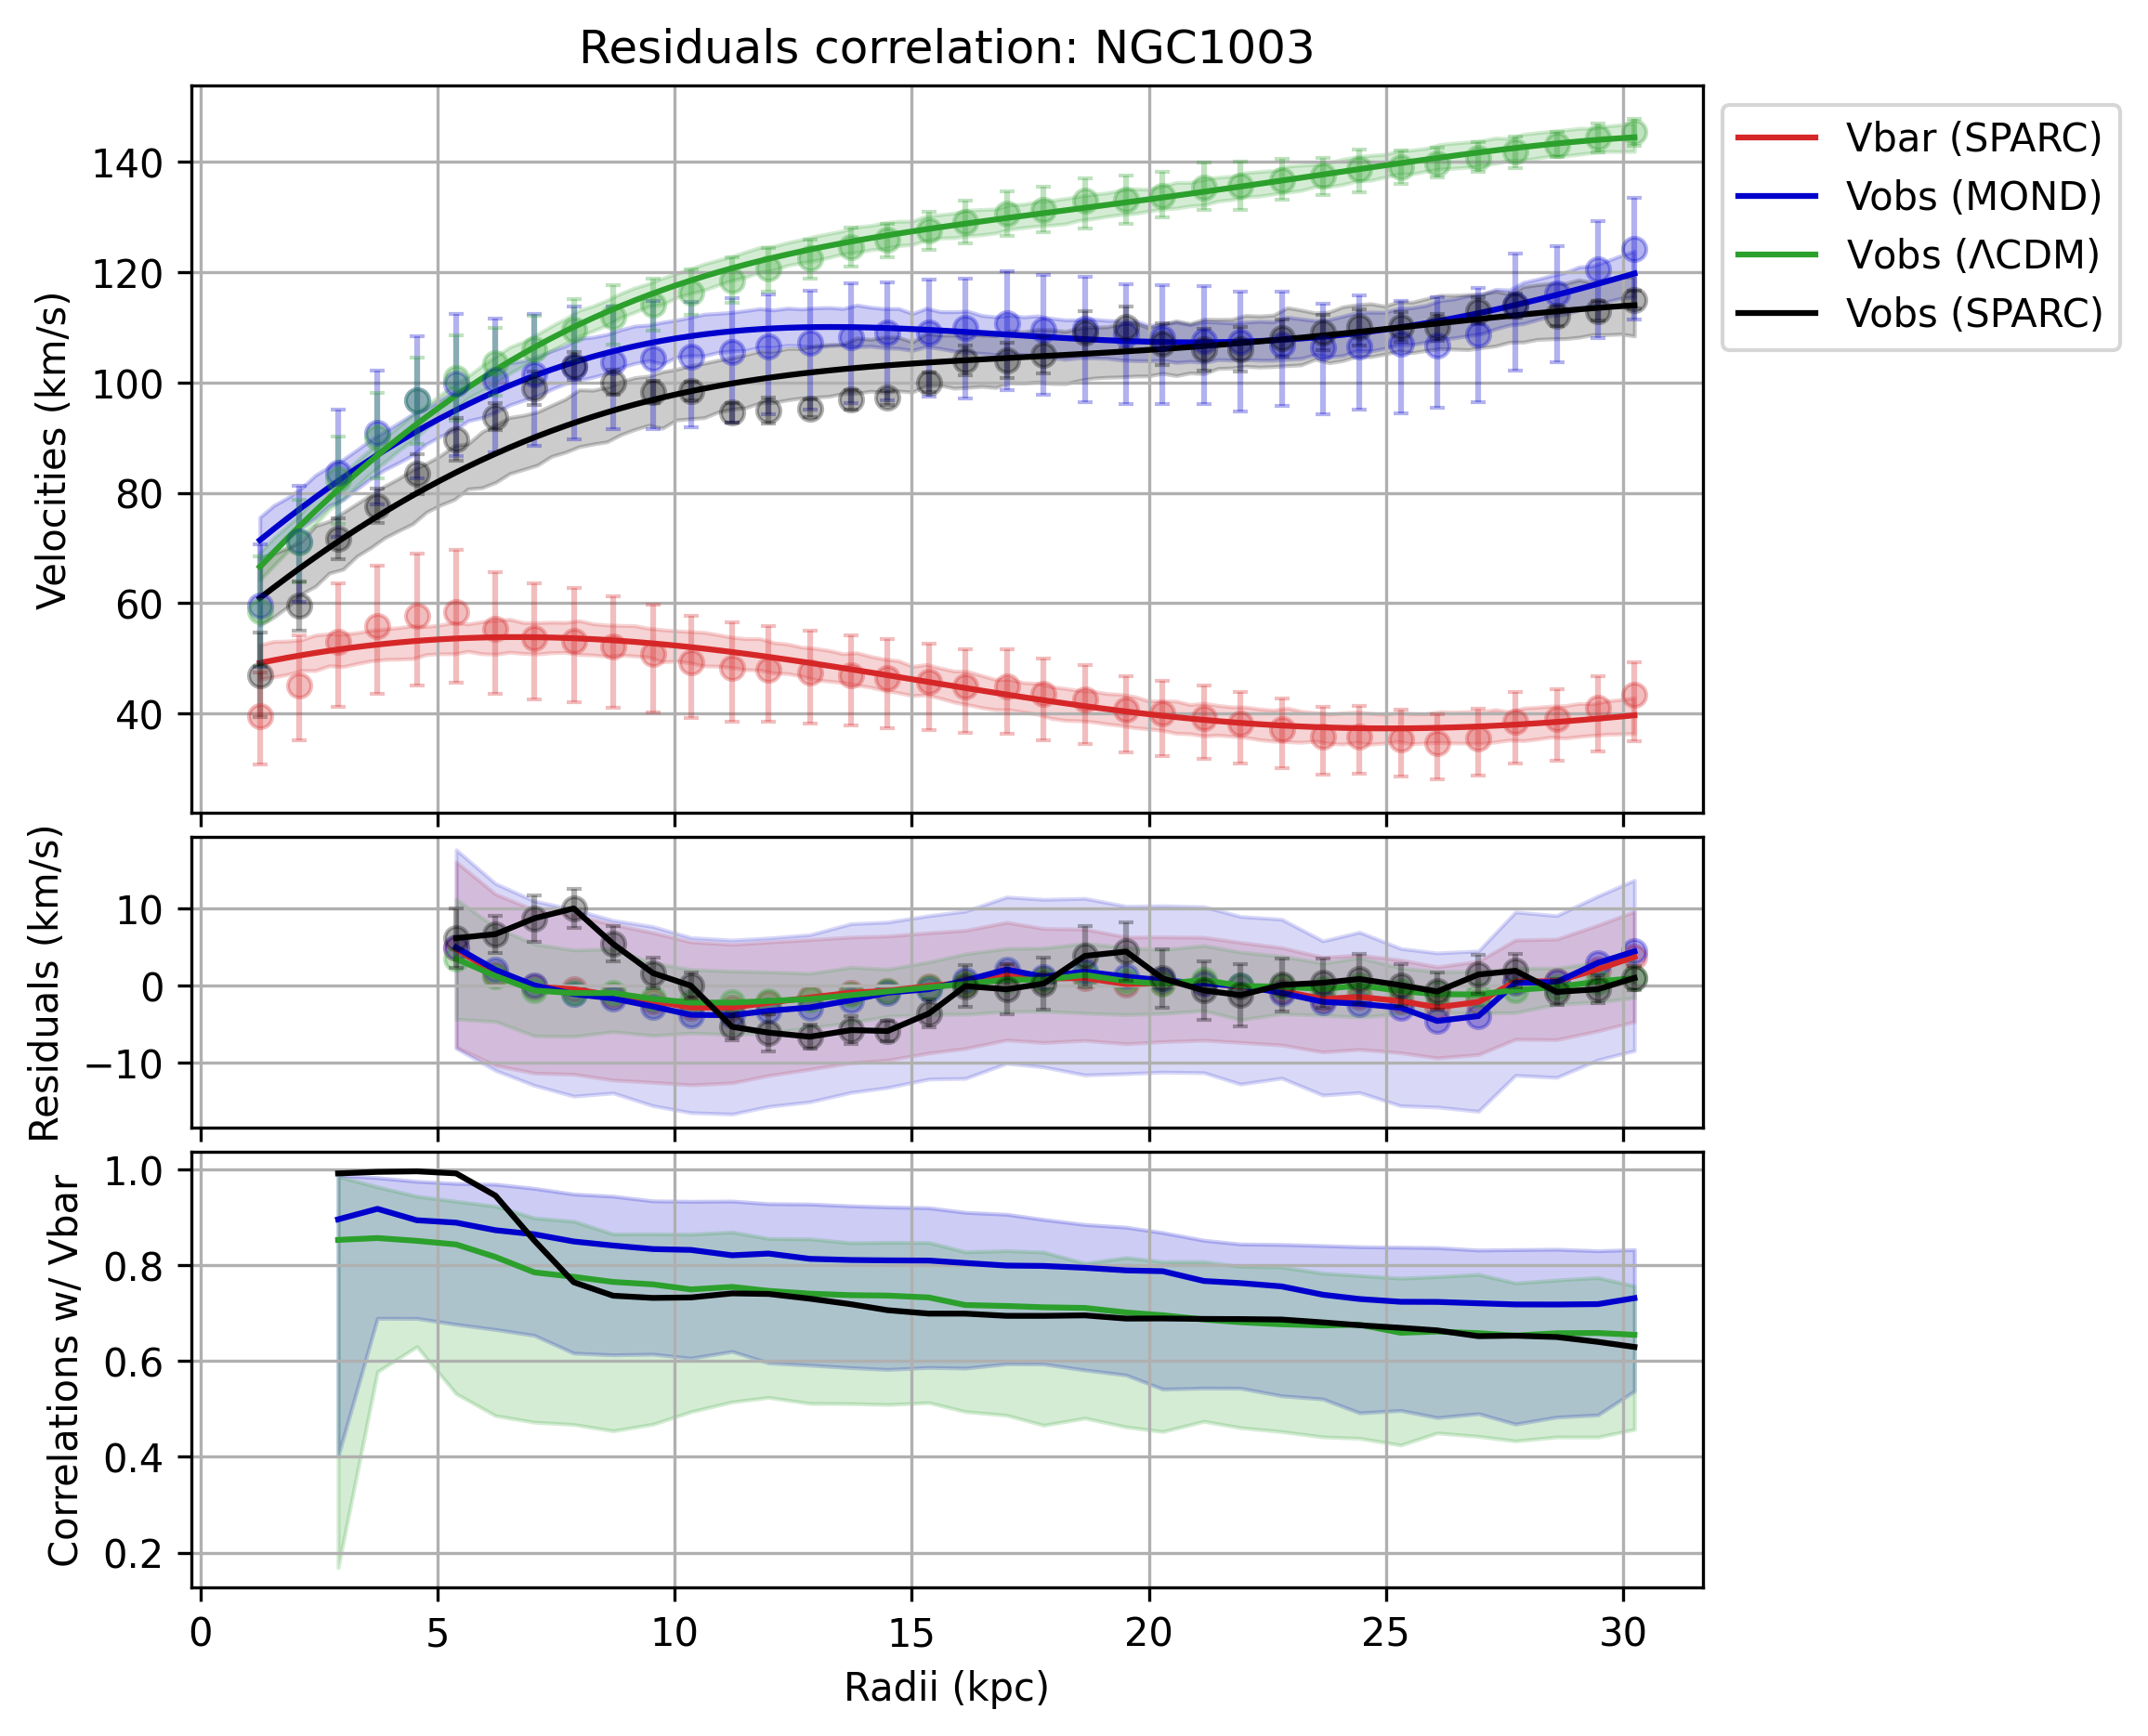 Residuals correlation: NGC1003
Velocities (km/s)
140
120
100
80
60
40
Vbar (SPARC)
Vobs (MOND)
Vobs (ΛCDM)
Vobs (SPARC)
Residuals (km/s)
10
0
−10
Correlations w/ Vbar
1.0
0.8
0.6
0.4
0.2
0 5 10 15 20 25 30
Radii (kpc)